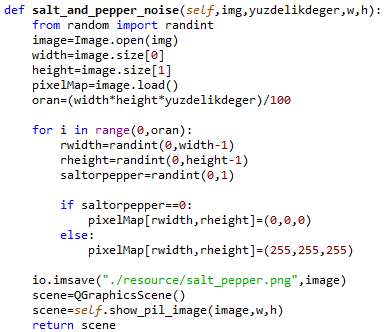 def salt_and_pepper_noise(self,img,yuzdelikdeger,w,h):
    from random import randint
    image=Image.open(img)
    width=image.size[0]
    height=image.size[1]
    pixelMap=image.load()
    oran=(width*height*yuzdelikdeger)/100

    for i in range(0,oran):
        rwidth=randint(0,width-1)
        rheight=randint(0,height-1)
        saltorpepper=randint(0,1)

        if saltorpepper==0:
            pixelMap[rwidth,rheight]=(0,0,0)
        else:
            pixelMap[rwidth,rheight]=(255,255,255)

    io.imsave("./resource/salt_pepper.png",image)
    scene=QGraphicsScene()
    scene=self.show_pil_image(image,w,h)
    return scene